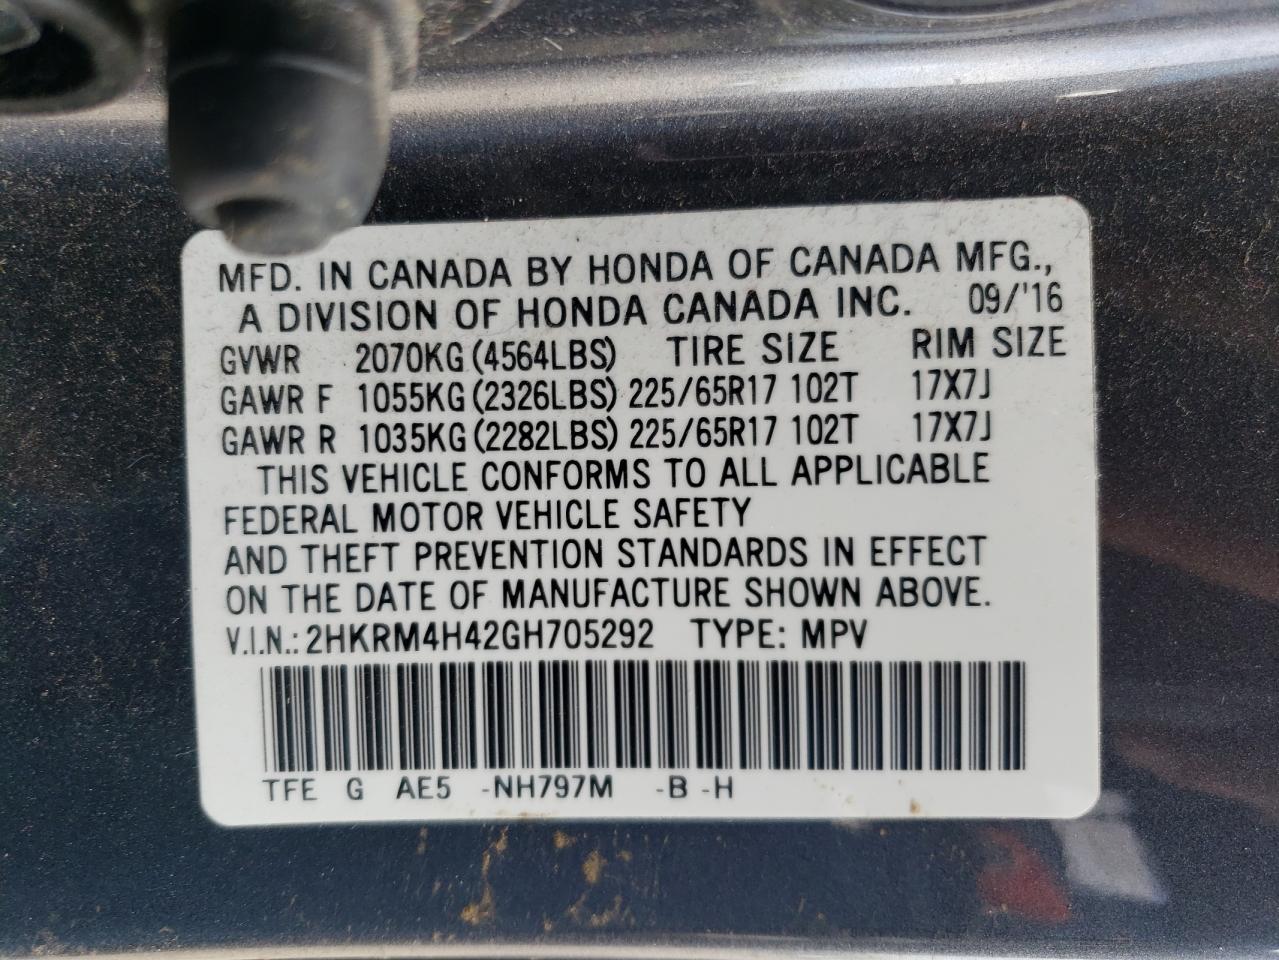 MFD. IN CANADA BY HONDA OF CANADA MFG.,
A DIVISION OF HONDA CANADA INC. 09/'16
GVWR 2070KG (4564LBS) TIRE SIZE RIM SIZE
GAWR F 1055KG (2326LBS) 225/65R17 102T 17X7J
GAWR R 1035KG (2282LBS) 225/65R17 102T 17X7J
THIS VEHICLE CONFORMS TO ALL APPLICABLE
FEDERAL MOTOR VEHICLE SAFETY
AND THEFT PREVENTION STANDARDS IN EFFECT
ON THE DATE OF MANUFACTURE SHOWN ABOVE.
V.I.N.: 2HKRM4H42GH705292 TYPE: MPV
TFE G AE5 -NH797M -B -H